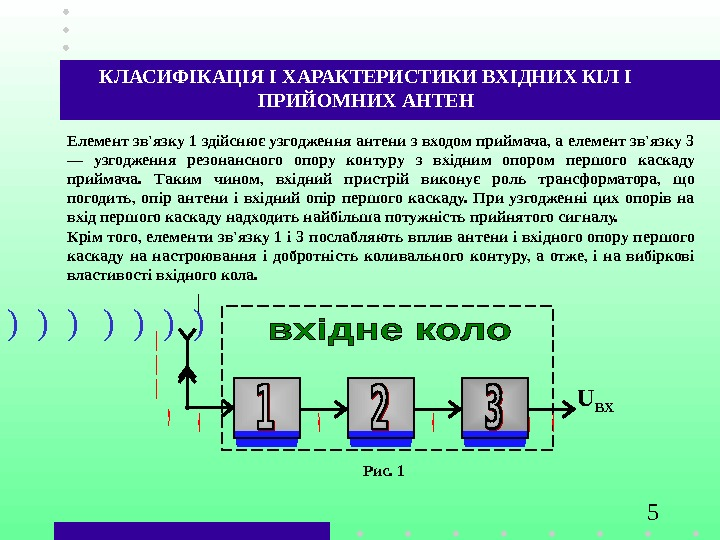 КЛАСИФІКАЦІЯ І ХАРАКТЕРИСТИКИ ВХІДНИХ КІЛ І
ПРИЙОМНИХ АНТЕН
Елемент зв'язку 1 здійснює узгодження антени з входом приймача, а елемент зв'язку 3
— узгодження резонансного опору контуру з вхідним опором першого каскаду
приймача. Таким чином, вхідний пристрій виконує роль трансформатора, що
погодить, опір антени і вхідний опір першого каскаду. При узгодженні цих опорів на
вхід першого каскаду надходить найбільша потужність прийнятого сигналу.
Крім того, елементи зв'язку 1 і 3 послабляють вплив антени і вхідного опору першого
каскаду на настроювання і добротність коливального контуру, а отже, і на вибіркові
властивості вхідного кола.
) ) ) ) ) ) )
вхідне коло
1 2 3
Uвх
Рис. 1
5